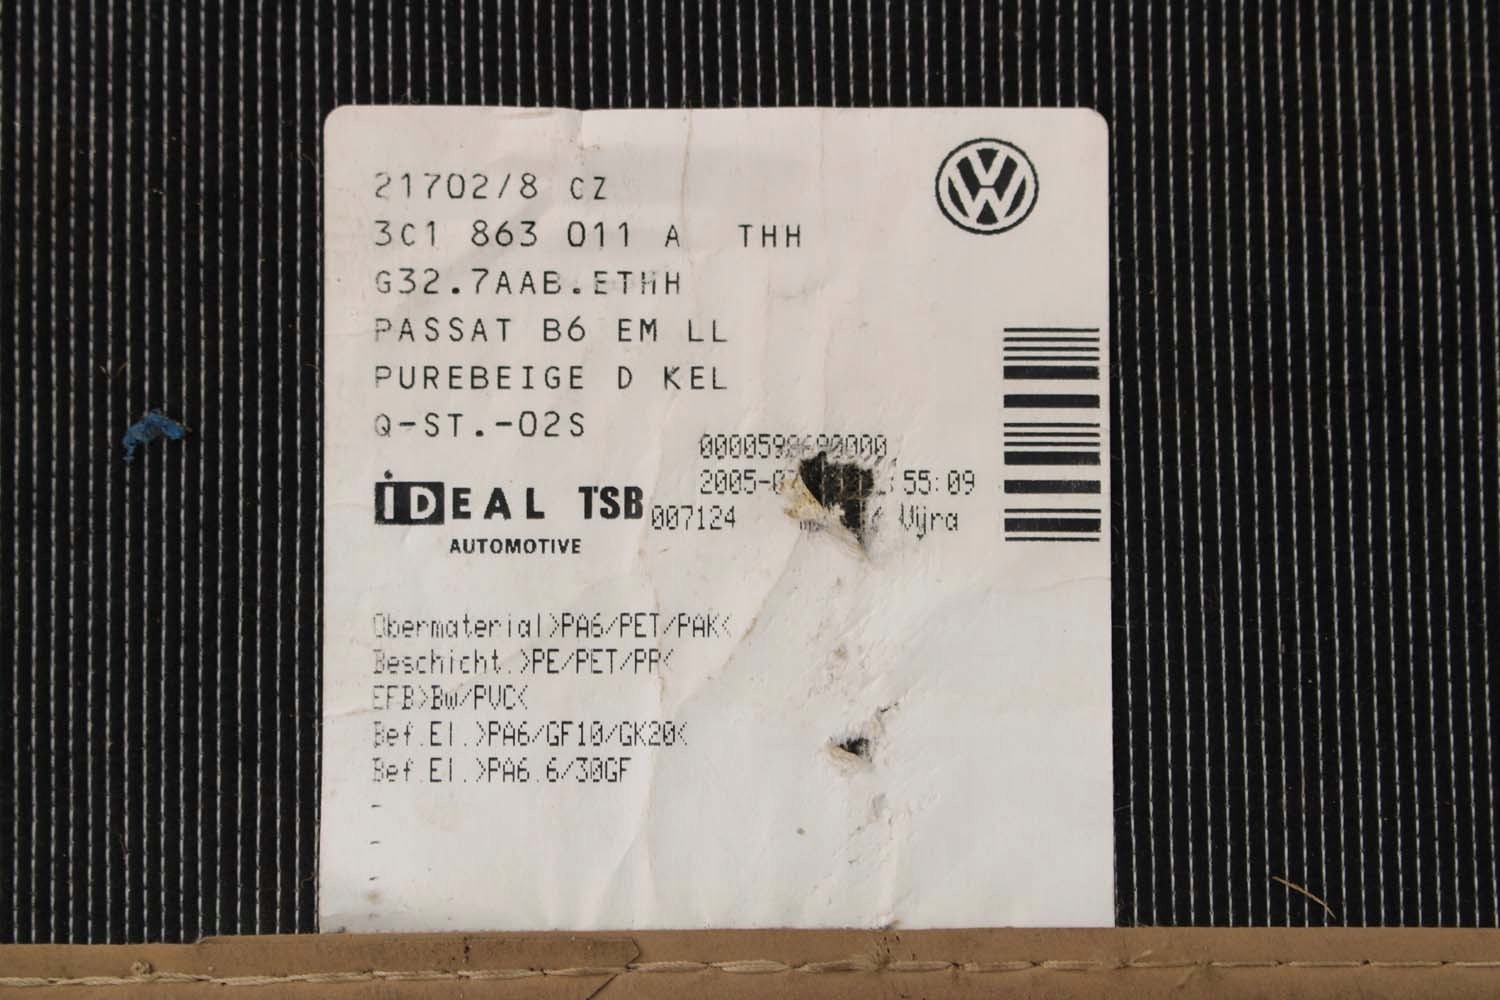 21702/8 CZ
3C1 863 011 A THH
G32.7AAB.ETHH
PASSAT B6 EM LL
PUREBEIGE D KEL
Q-ST.-02S
2005- 55:09
iDEAL TSB
007124 Výra
AUTOMOTIVE
Obermaterial>PA6/PET/PAK<
Beschicht.>PE/PET/PP<
EFB>Bw/PVC<
Bef.El.>PA6/GF10/GK20<
Bef.El.>PA6.6/30GF
-
-
-